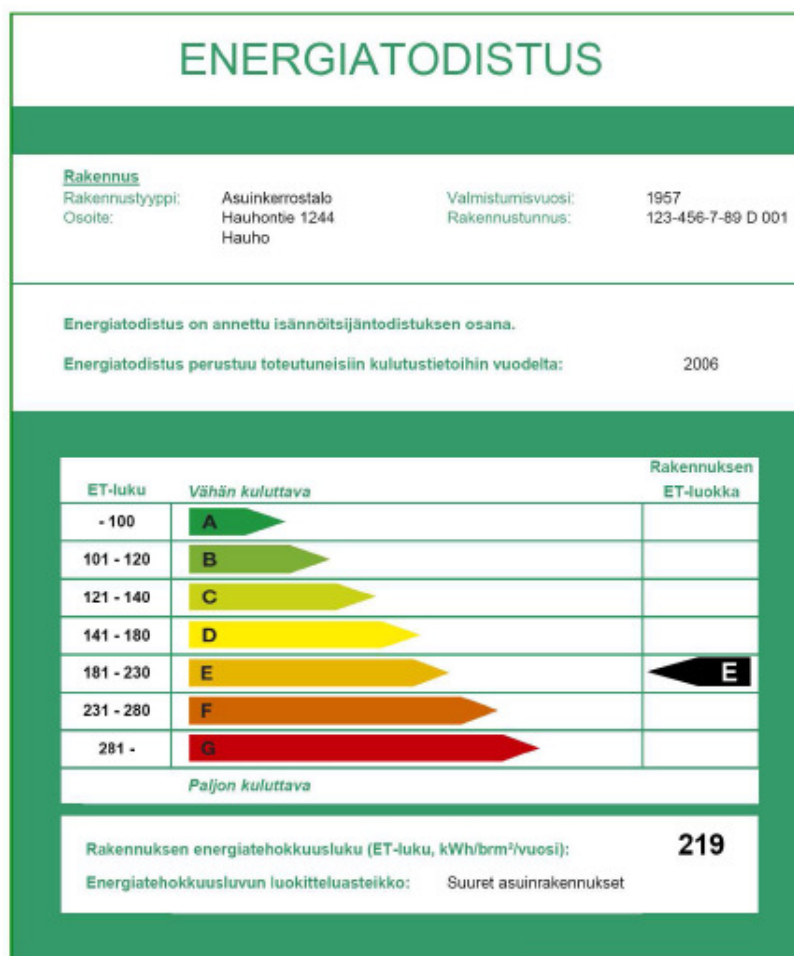 ENERGIATODISTUS
Rakennus
Rakennustyyppi: Asuinkerrostalo Valmistumisvuosi: 1957
Osoite: Hauhontie 1244 Rakennustunnus: 123-456-7-89 D 001
Hauho
Energiatodistus on annettu isännöitsijäntodistuksen osana.
Energiatodistus perustuu toteutuneisiin kulutustietoihin vuodelta: 2006
Rakennuksen
ET-luku Vähän kuluttava ET-luokka
- 100 A
101 - 120 B
121 - 140 C
141 - 180 D
181 - 230 E E
231 - 280 F
281 - G
Paljon kuluttava
Rakennuksen energiatehokkuusluku (ET-luku, kWh/brm²/vuosi): 219
Energiatehokkuusluvun luokitteluasteikko: Suuret asuinrakennukset